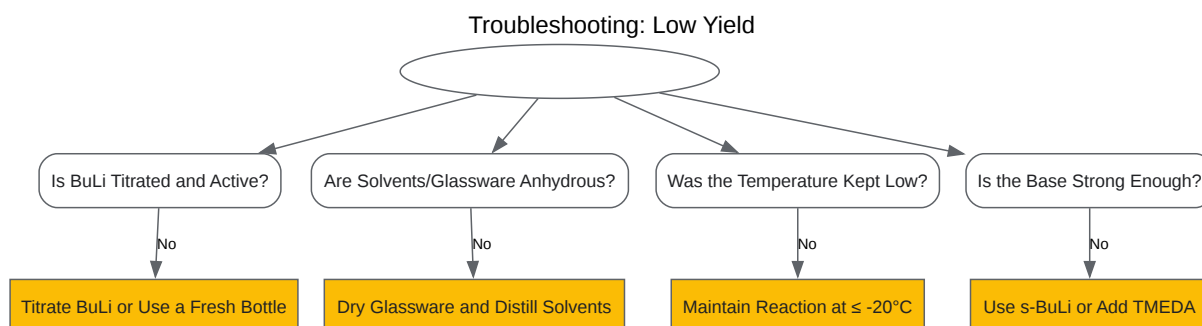 Troubleshooting: Low Yield
Is BuLi Titrated and Active?
Are Solvents/Glassware Anhydrous?
Was the Temperature Kept Low?
Is the Base Strong Enough?
No
No
No
No
Titrate BuLi or Use a Fresh Bottle
Dry Glassware and Distill Solvents
Maintain Reaction at ≤ -20°C
Use s-BuLi or Add TMEDA